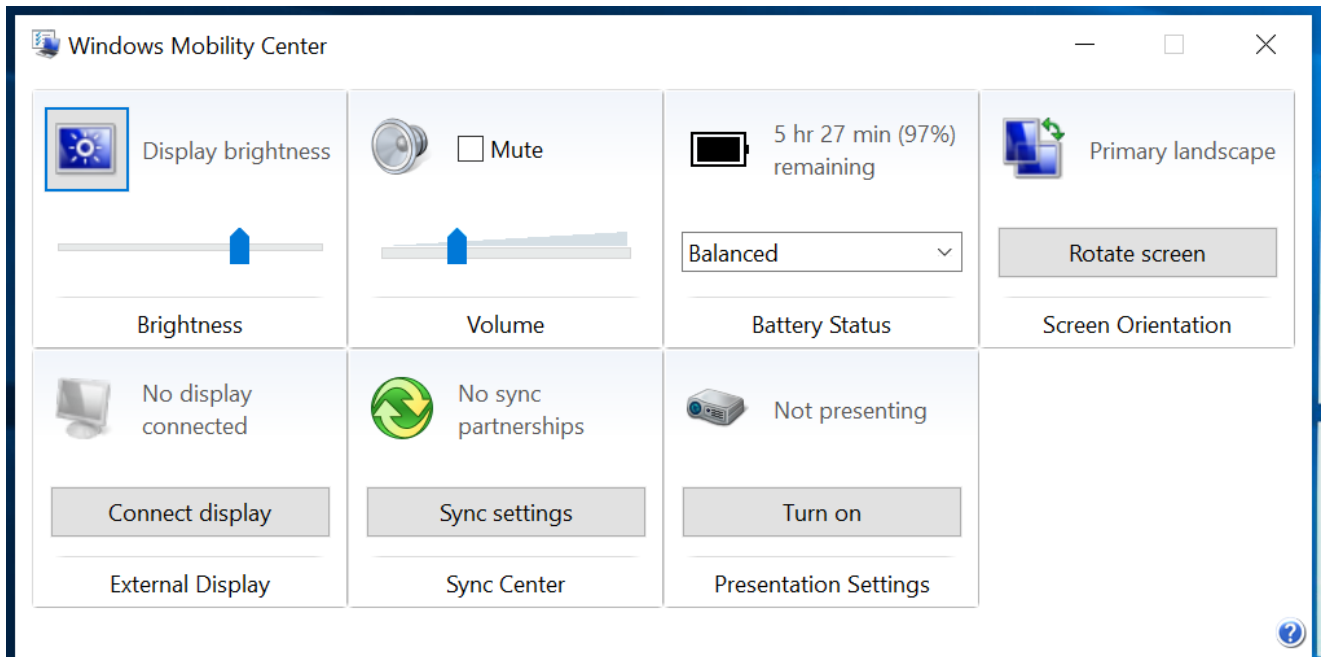 Windows Mobility Center
Display brightness
Brightness
Mute
Volume
5 hr 27 min (97%)
remaining
Balanced
Battery Status
Primary landscape
Rotate screen
Screen Orientation
No display
connected
Connect display
External Display
No sync
partnerships
Sync settings
Sync Center
Not presenting
Turn on
Presentation Settings
?